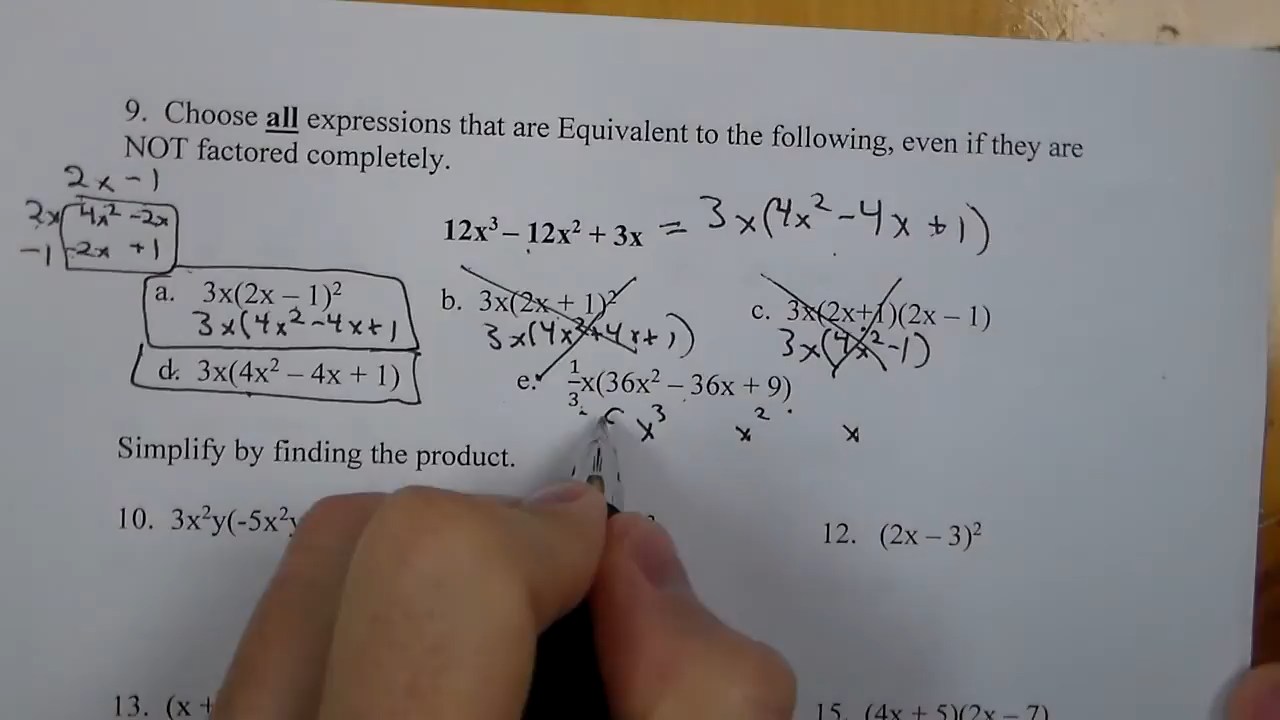 9. Choose all expressions that are Equivalent to the following, even if they are
NOT factored completely.
2x -1
2x 4x² -2x
-1 -2x +1
12x³ – 12x² + 3x = 3x(4x² - 4x + 1)
a. 3x(2x – 1)²
3x(4x² - 4x + 1
b. 3x(2x + 1)²
3x(4x² + 4x + 1)
c. 3x(2x+1)(2x – 1)
3x(4x² - 1)
d. 3x(4x² – 4x + 1)
e. 1/3 x(36x² – 36x + 9)
x³ x² x
Simplify by finding the product.
10. 3x²y(-5x²y
12. (2x – 3)²
13. (x +
15. (4x + 5)(2x – 7)